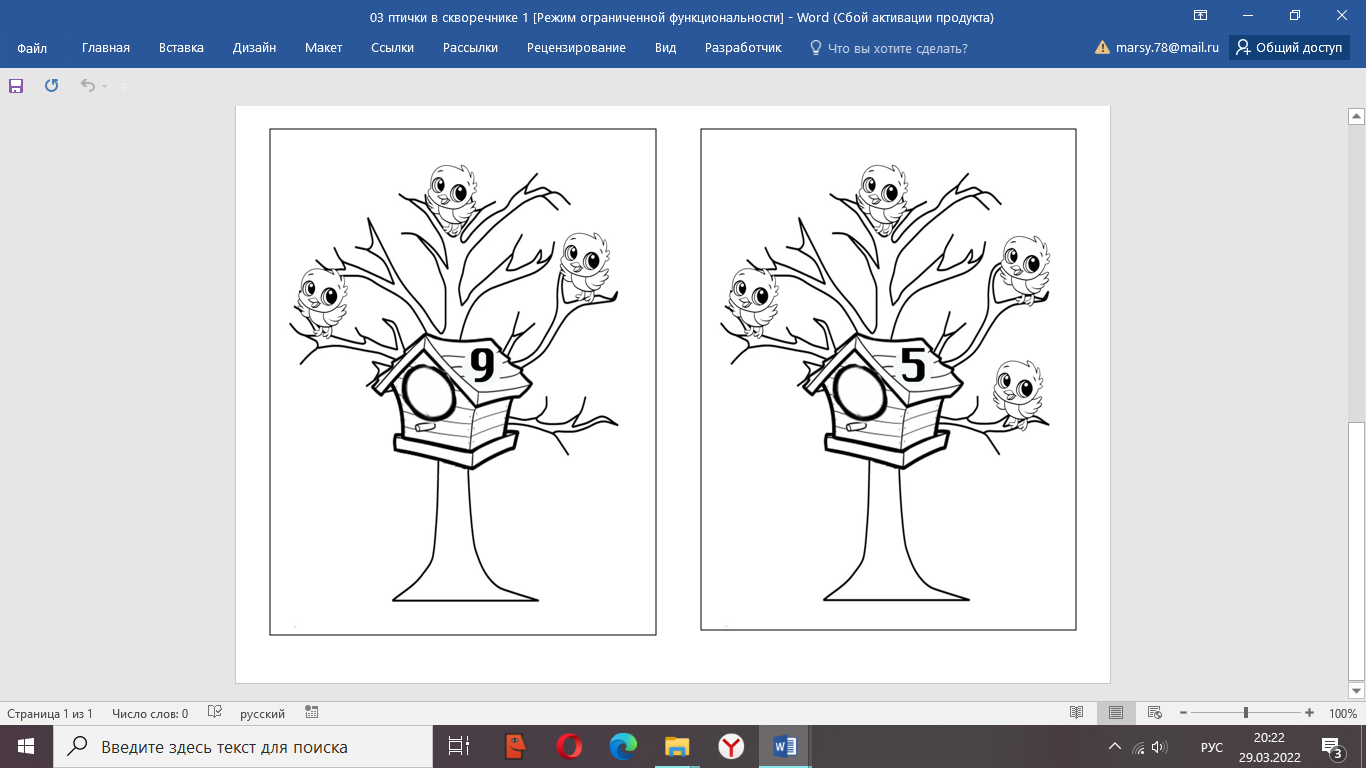 03 птички в скворечнике 1 [Режим ограниченной функциональности] - Word (Сбой активации продукта)
Файл Главная Вставка Дизайн Макет Ссылки Рассылки Рецензирование Вид Разработчик Что вы хотите сделать? marsy.78@mail.ru Общий доступ
9 5
Страница 1 из 1 Число слов: 0 русский 100%
Введите здесь текст для поиска РУС 20:22
29.03.2022 3